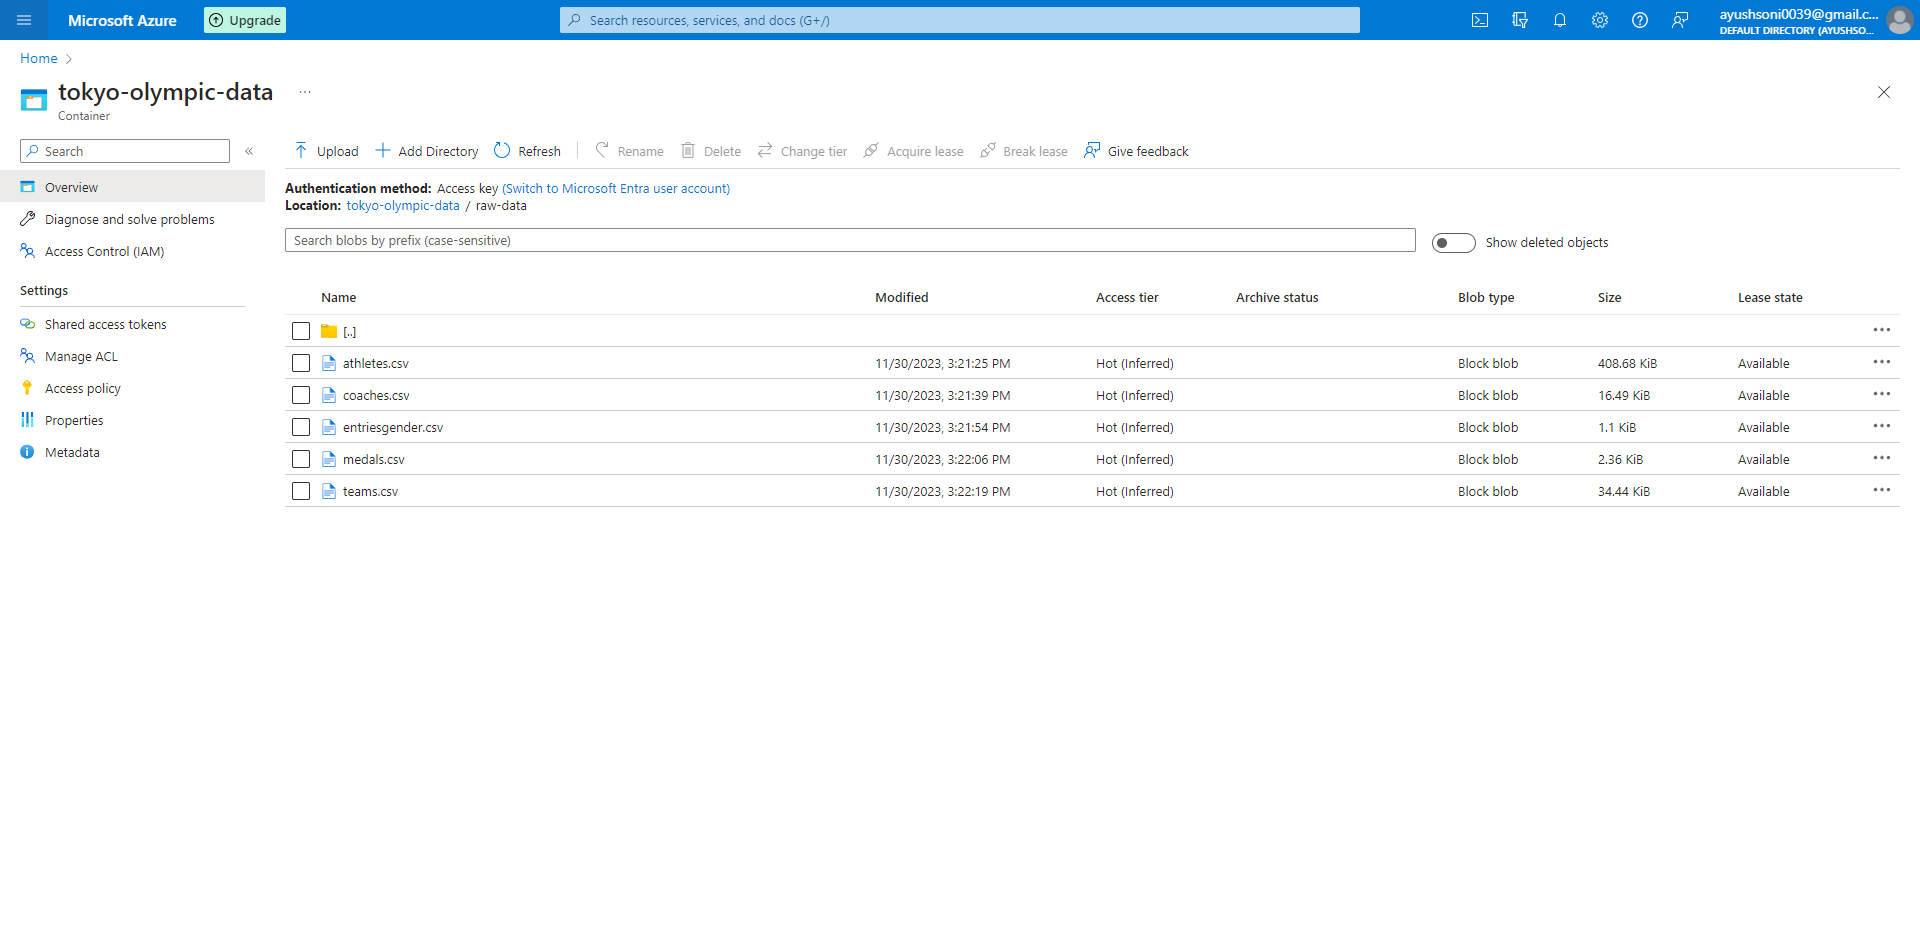 Microsoft Azure
Upgrade
Search resources, services, and docs (G+/)
ayushsoni0039@gmail.c...
DEFAULT DIRECTORY (AYUSHSO...
Home
tokyo-olympic-data
...
Container
Search
«
Upload
Add Directory
Refresh
Rename
Delete
Change tier
Acquire lease
Break lease
Give feedback
Overview
Diagnose and solve problems
Access Control (IAM)
Settings
Shared access tokens
Manage ACL
Access policy
Properties
Metadata
Authentication method: Access key (Switch to Microsoft Entra user account)
Location: tokyo-olympic-data / raw-data
Search blobs by prefix (case-sensitive)
Show deleted objects
Name Modified Access tier Archive status Blob type Size Lease state
[..]
athletes.csv 11/30/2023, 3:21:25 PM Hot (Inferred) Block blob 408.68 KiB Available
coaches.csv 11/30/2023, 3:21:39 PM Hot (Inferred) Block blob 16.49 KiB Available
entriesgender.csv 11/30/2023, 3:21:54 PM Hot (Inferred) Block blob 1.1 KiB Available
medals.csv 11/30/2023, 3:22:06 PM Hot (Inferred) Block blob 2.36 KiB Available
teams.csv 11/30/2023, 3:22:19 PM Hot (Inferred) Block blob 34.44 KiB Available